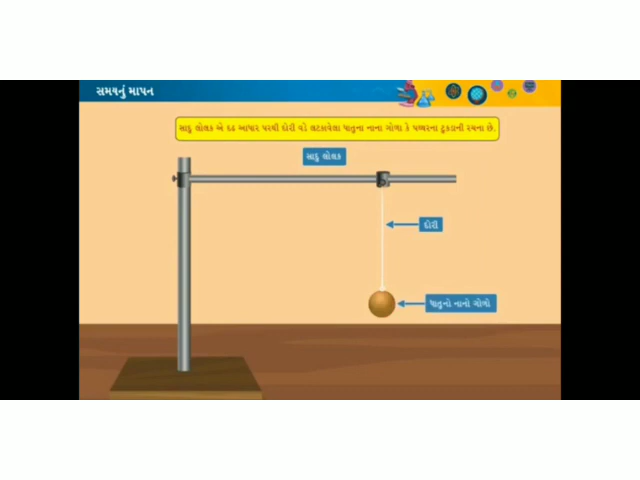 સમયનું માપન
સાદુ લોલક એ દઢ આધાર પરથી દોરી વડે લટકાવેલા ધાતુના નાના ગોળા કે પથ્થરના ટુકડાની રચના છે.
સાદુ લોલક
દોરી
ધાતુનો નાનો ગોળો